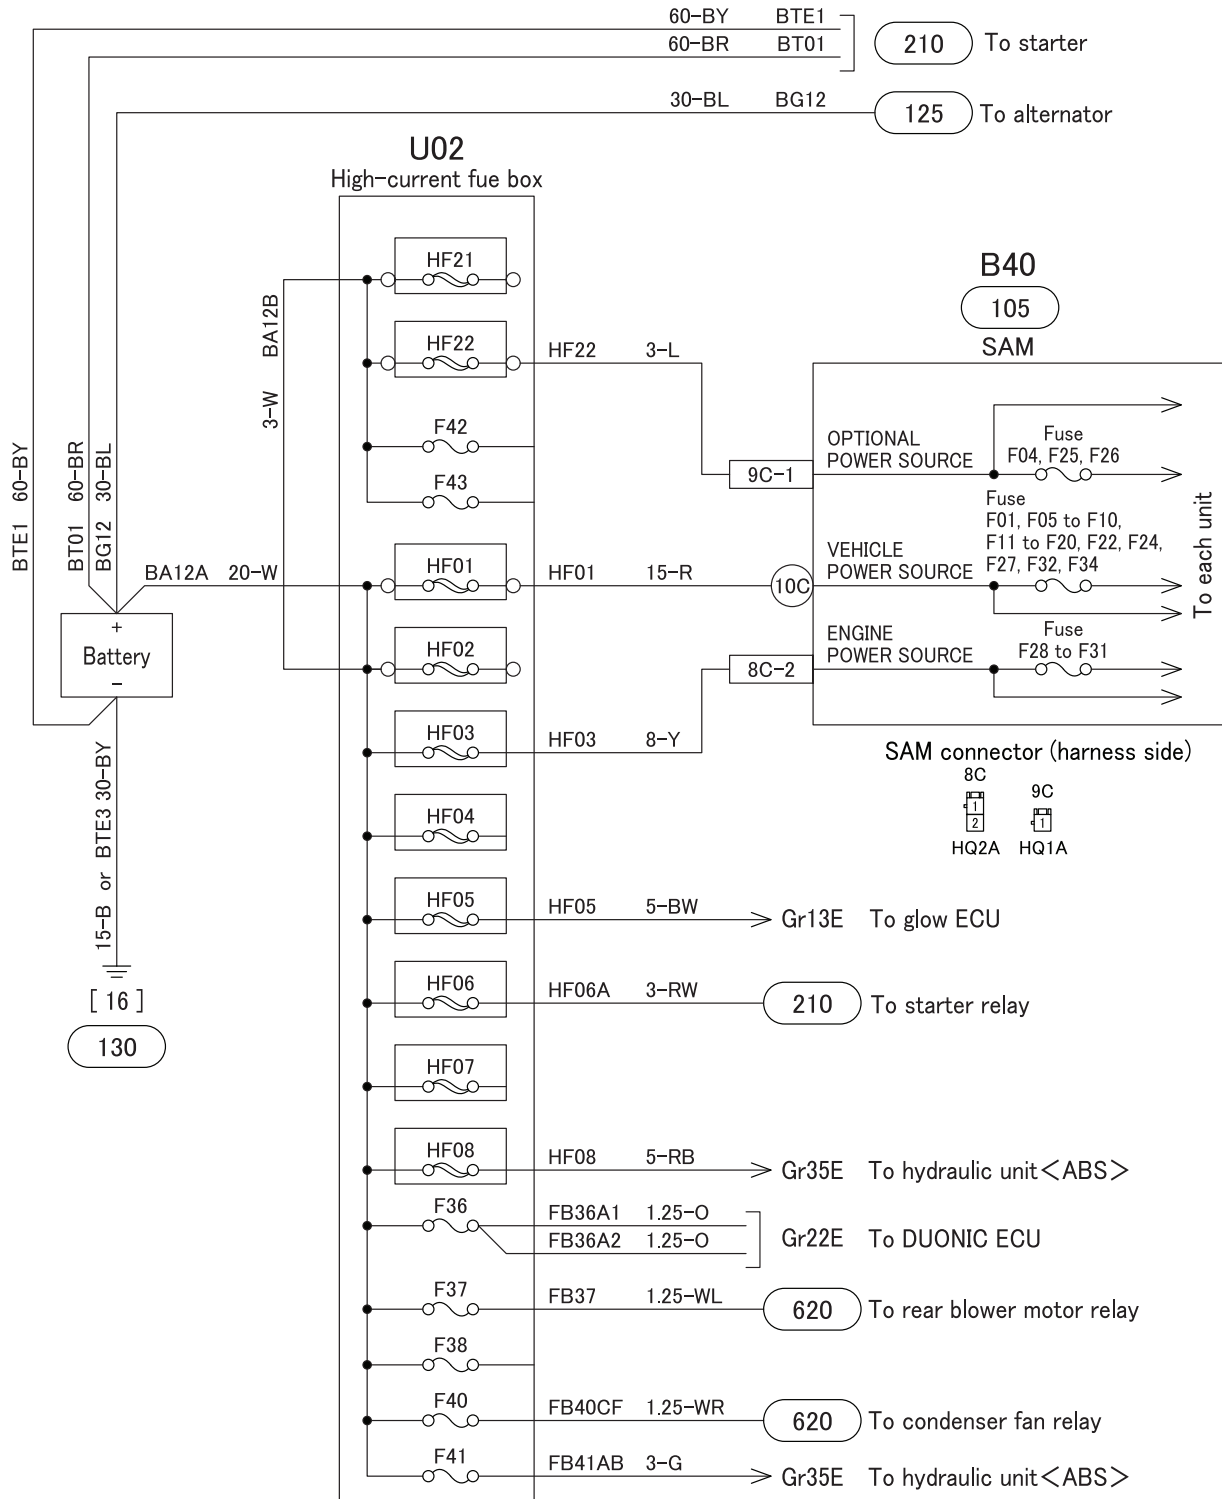 60-BY BTE1
60-BR BT01
210 To starter
30-BL BG12 125 To alternator
U02
High-current fue box
HF21
HF22
HF22 3-L
F42
F43
BA12B
3-W
BTE1 60-BY
BT01 60-BR
BG12 30-BL
BA12A 20-W
HF01
HF01 15-R
10C
HF02
HF03
HF03 8-Y
HF04
HF05
HF05 5-BW Gr13E To glow ECU
HF06
HF06A 3-RW 210 To starter relay
HF07
HF08
HF08 5-RB Gr35E To hydraulic unit<ABS>
F36
FB36A1 1.25-O
FB36A2 1.25-O
Gr22E To DUONIC ECU
F37
FB37 1.25-WL 620 To rear blower motor relay
F38
F40
FB40CF 1.25-WR 620 To condenser fan relay
F41
FB41AB 3-G Gr35E To hydraulic unit<ABS>
+
Battery
-
15-B or BTE3 30-BY
[ 16 ]
130
B40
105
SAM
9C-1
OPTIONAL
POWER SOURCE
Fuse
F04, F25, F26
VEHICLE
POWER SOURCE
Fuse
F01, F05 to F10,
F11 to F20, F22, F24,
F27, F32, F34
8C-2
ENGINE
POWER SOURCE
Fuse
F28 to F31
To each unit
SAM connector (harness side)
8C
1
2
HQ2A
9C
1
HQ1A